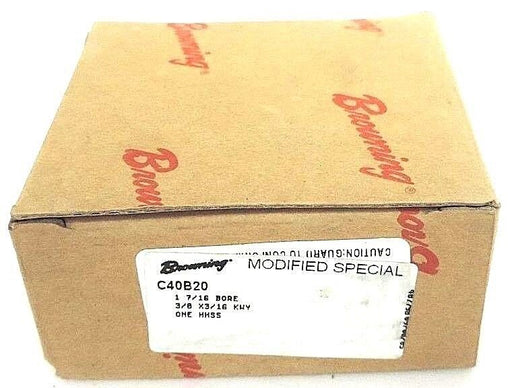 Browning
Browning
Brow
Browning
CAUTION:GUARD TO CONFORM
Browning MODIFIED SPECIAL
C40B20
1 7/16 BORE
3/8 X3/16 KWY
ONE HHSS